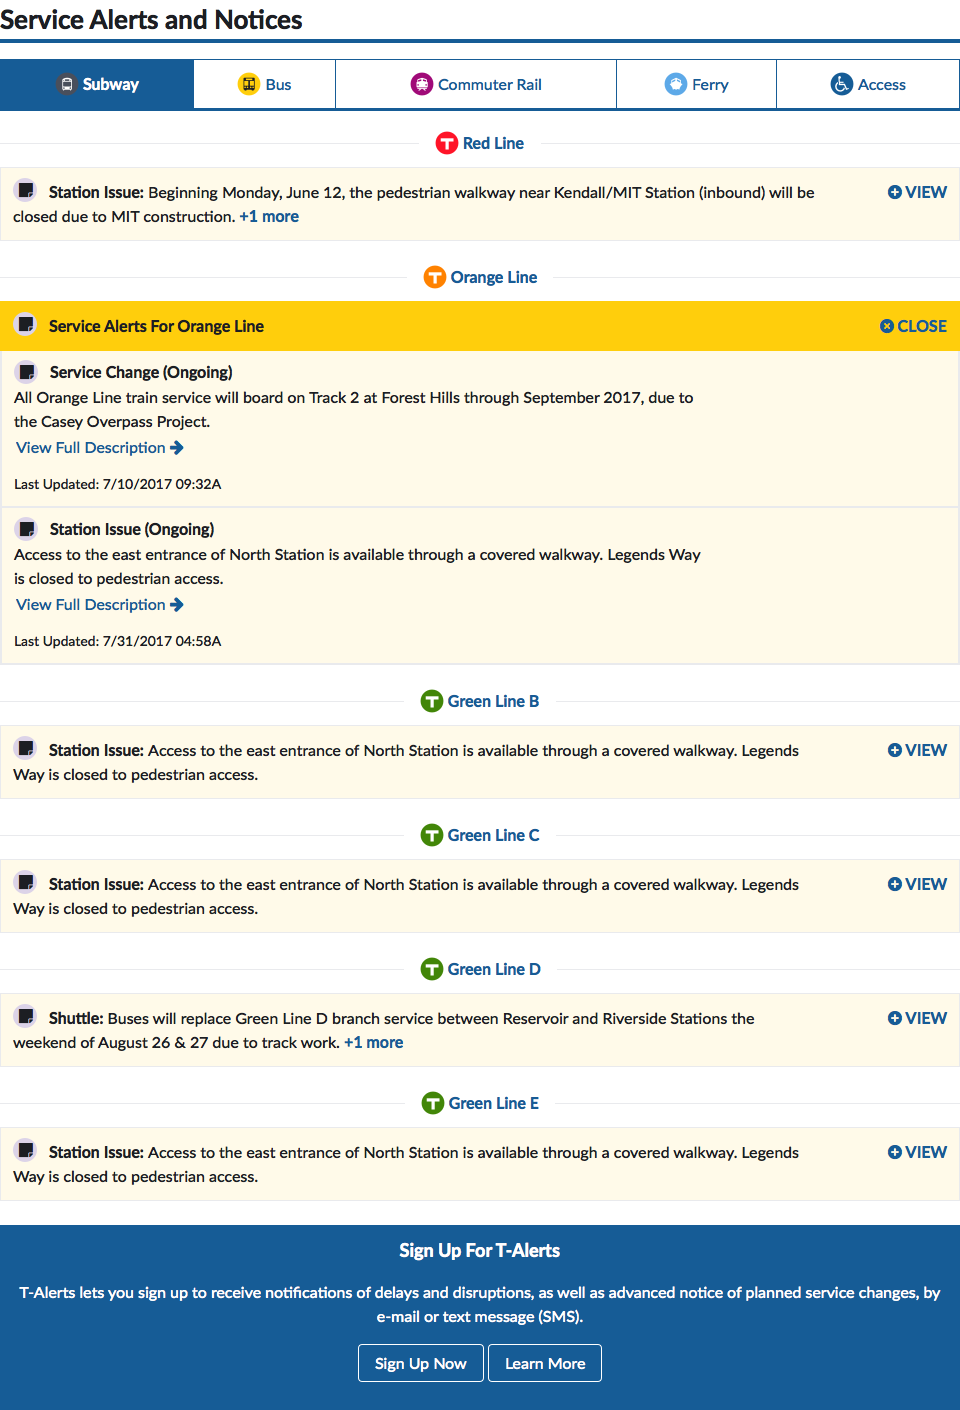 Service Alerts and Notices
Subway Bus Commuter Rail Ferry Access
T Red Line
Station Issue: Beginning Monday, June 12, the pedestrian walkway near Kendall/MIT Station (inbound) will be VIEW
closed due to MIT construction. +1 more
T Orange Line
Service Alerts For Orange Line CLOSE
Service Change (Ongoing)
All Orange Line train service will board on Track 2 at Forest Hills through September 2017, due to
the Casey Overpass Project.
View Full Description
Last Updated: 7/10/2017 09:32A
Station Issue (Ongoing)
Access to the east entrance of North Station is available through a covered walkway. Legends Way
is closed to pedestrian access.
View Full Description
Last Updated: 7/31/2017 04:58A
T Green Line B
Station Issue: Access to the east entrance of North Station is available through a covered walkway. Legends VIEW
Way is closed to pedestrian access.
T Green Line C
Station Issue: Access to the east entrance of North Station is available through a covered walkway. Legends VIEW
Way is closed to pedestrian access.
T Green Line D
Shuttle: Buses will replace Green Line D branch service between Reservoir and Riverside Stations the VIEW
weekend of August 26 & 27 due to track work. +1 more
T Green Line E
Station Issue: Access to the east entrance of North Station is available through a covered walkway. Legends VIEW
Way is closed to pedestrian access.
Sign Up For T-Alerts
T-Alerts lets you sign up to receive notifications of delays and disruptions, as well as advanced notice of planned service changes, by
e-mail or text message (SMS).
Sign Up Now Learn More